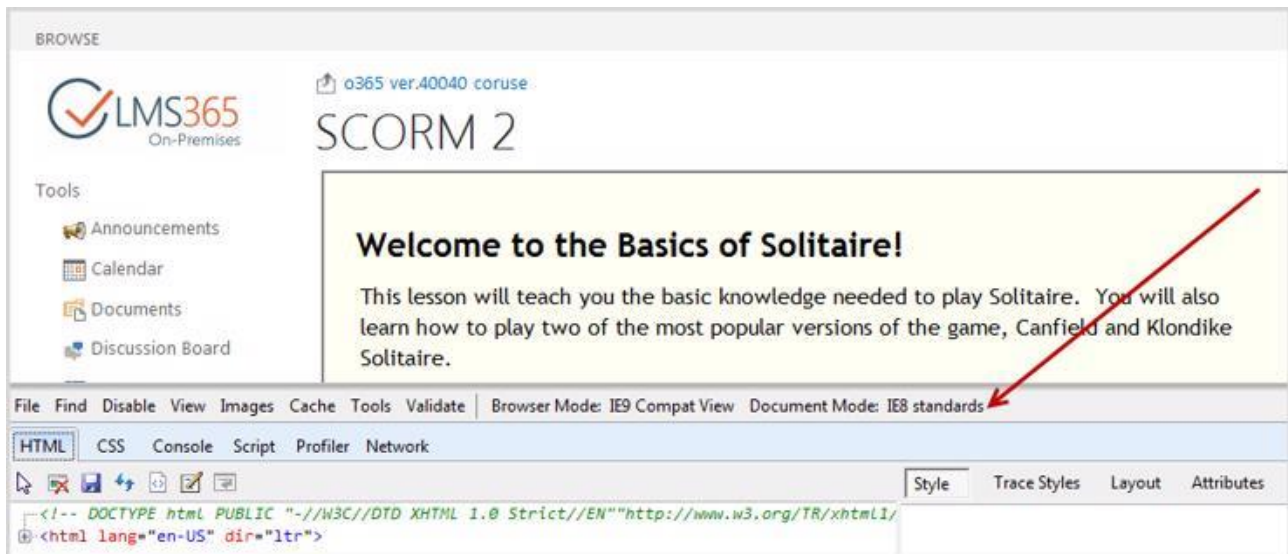 BROWSE
LMS365
On-Premises
o365 ver.40040 coruse
SCORM 2
Tools
Announcements
Calendar
Documents
Discussion Board
Welcome to the Basics of Solitaire!
This lesson will teach you the basic knowledge needed to play Solitaire. You will also
learn how to play two of the most popular versions of the game, Canfield and Klondike
Solitaire.
File Find Disable View Images Cache Tools Validate Browser Mode: IE9 Compat View Document Mode: IE8 standards
HTML CSS Console Script Profiler Network
Style Trace Styles Layout Attributes
<!-- DOCTYPE html PUBLIC "-//W3C//DTD XHTML 1.0 Strict//EN""http://www.w3.org/TR/xhtml1/
<html lang="en-US" dir="ltr">